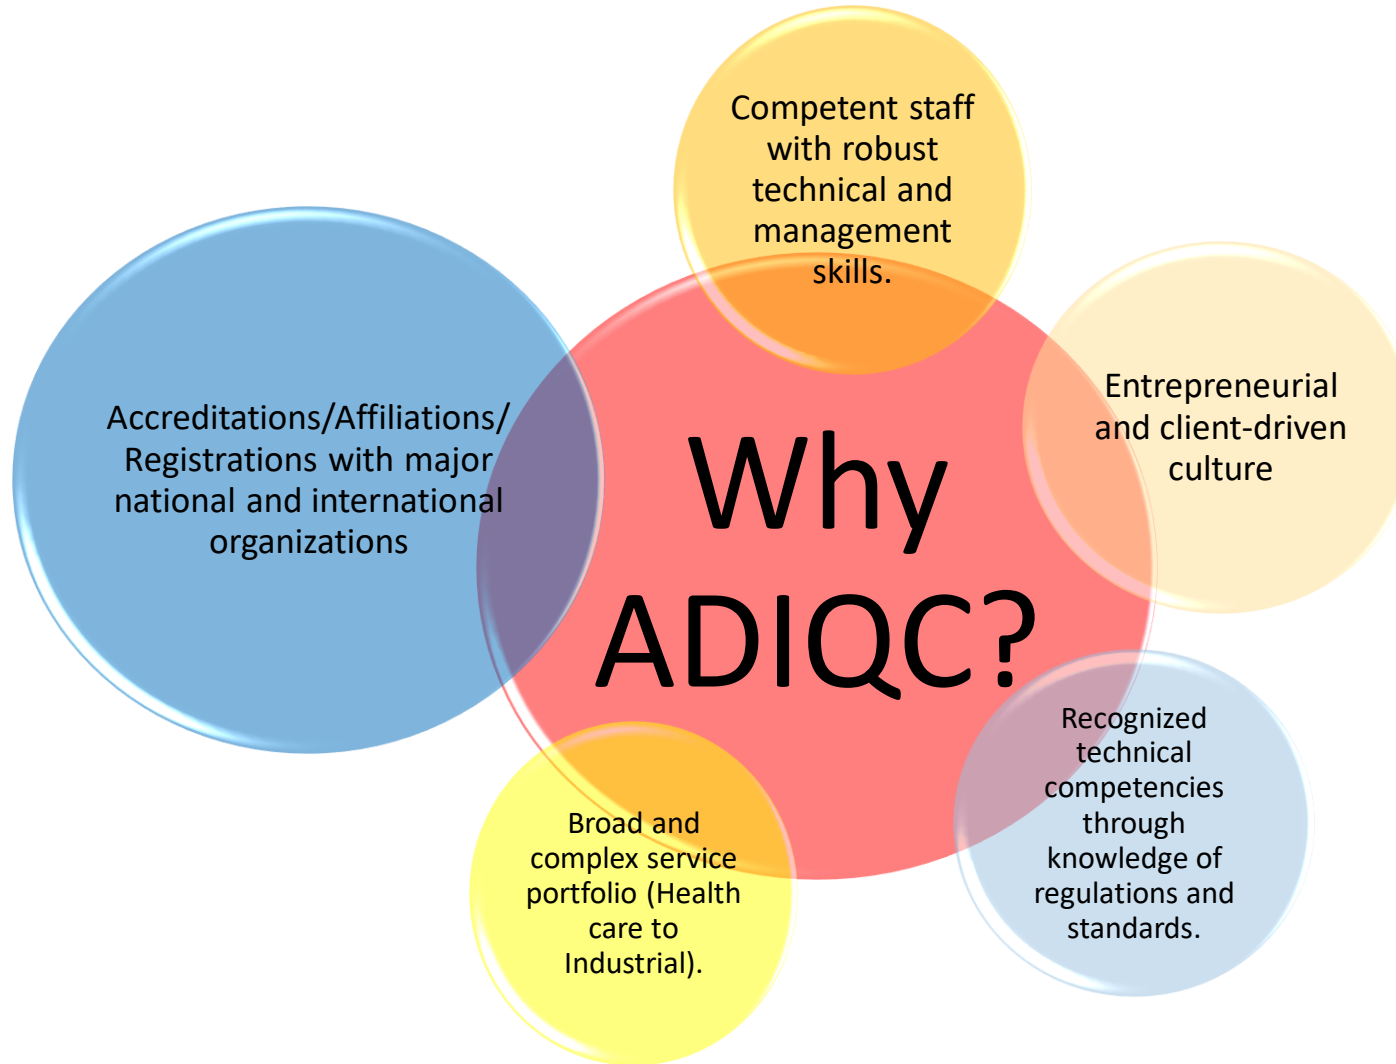 Competent staff
with robust
technical and
management
skills.
Entrepreneurial
and client-driven
culture
Accreditations/Affiliations/
Registrations with major
national and international
organizations
Why
ADIQC?
Recognized
technical
competencies
through
knowledge of
regulations and
standards.
Broad and
complex service
portfolio (Health
care to
Industrial).